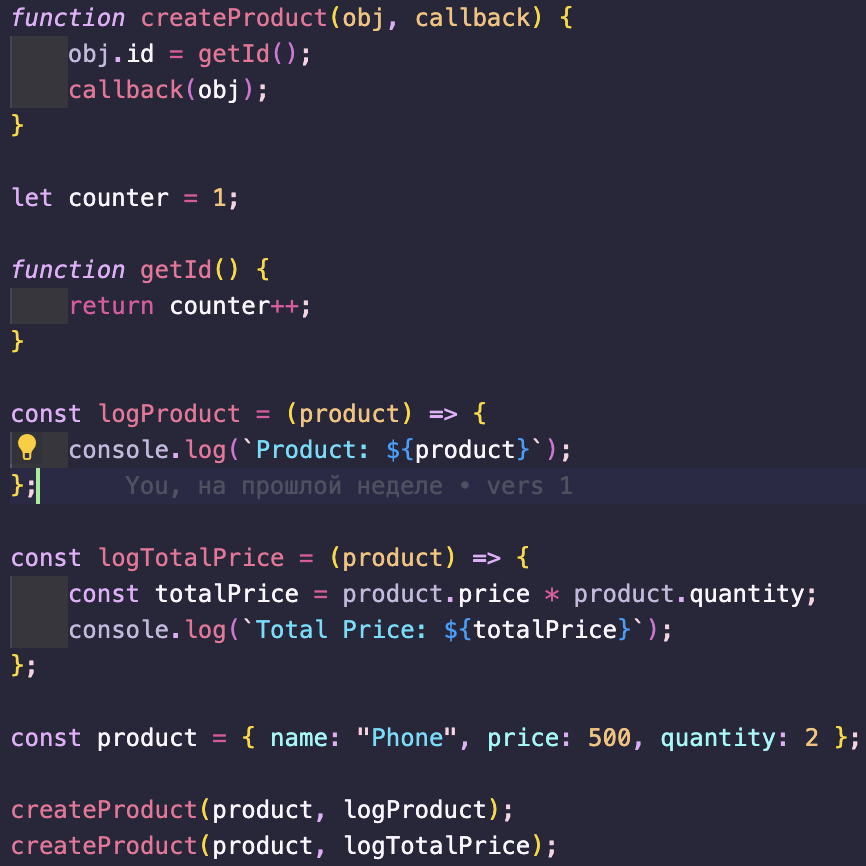 function createProduct(obj, callback) {
obj.id = getId();
callback(obj);
}
let counter = 1;
function getId() {
return counter++;
}
const logProduct = (product) => {
console.log(`Product: ${product}`);
};	You, на прошлой неделе • vers 1
const logTotalPrice = (product) => {
const totalPrice = product.price * product.quantity;
console.log(`Total Price: ${totalPrice}`);
};
const product = { name: "Phone", price: 500, quantity: 2 };
createProduct(product, logProduct);
createProduct(product, logTotalPrice);